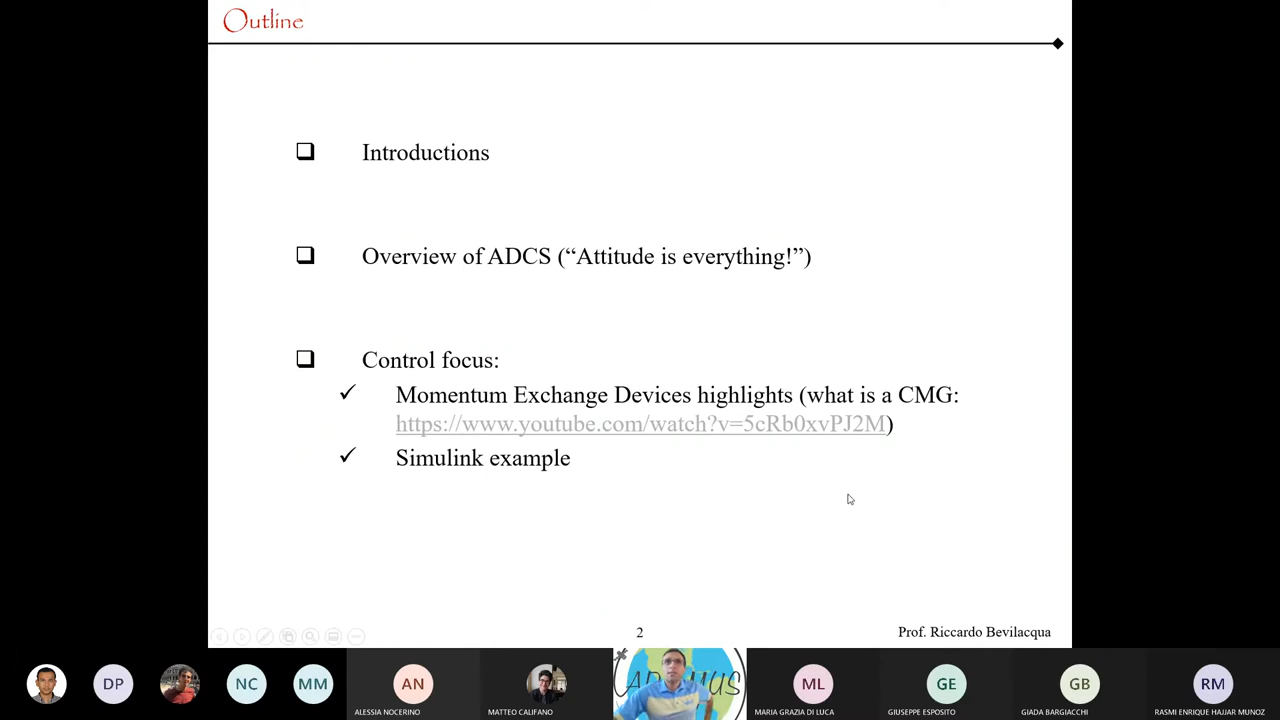 Outline
Introductions
Overview of ADCS (“Attitude is everything!”)
Control focus:
Momentum Exchange Devices highlights (what is a CMG:
https://www.youtube.com/watch?v=5cRb0xvPJ2M)
Simulink example
2
Prof. Riccardo Bevilacqua
DP
NC
MM
AN
ALESSIA NOCERINO
MATTEO CALIFANO
ML
MARIA GRAZIA DI LUCA
GE
GIUSEPPE ESPOSITO
GB
GIADA BARGIACCHI
RM
RASMI ENRIQUE HAJJAR MUNOZ